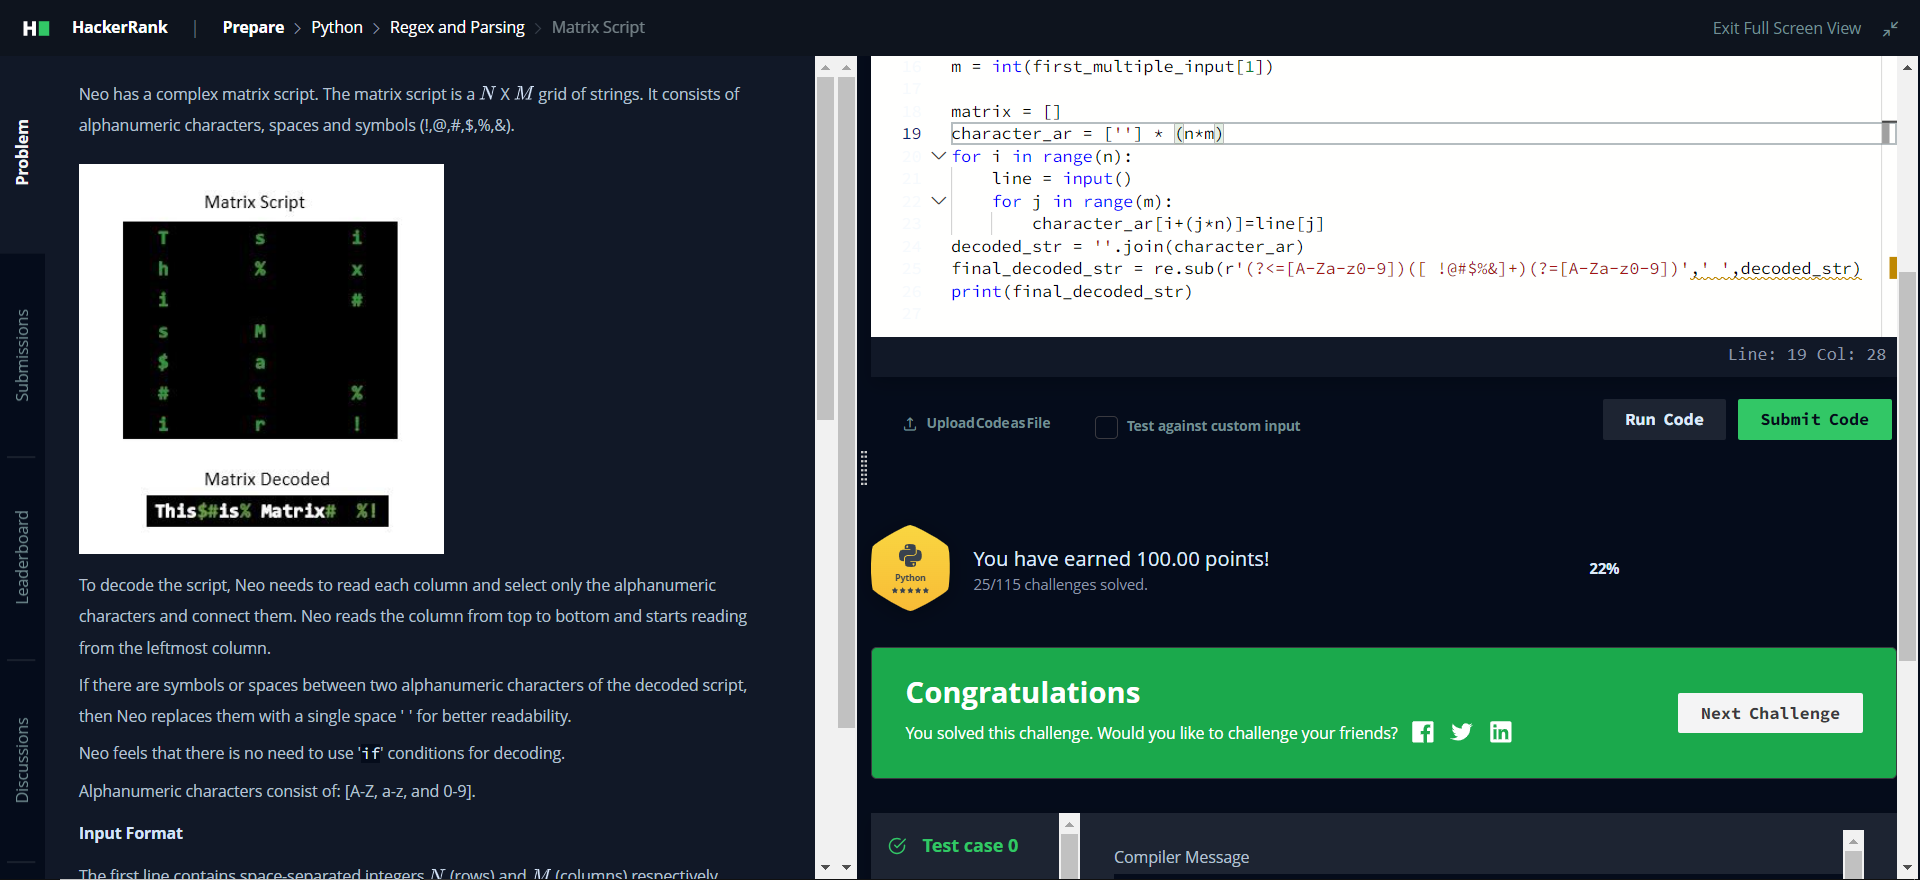 HackerRank | Prepare > Python > Regex and Parsing > Matrix Script
Exit Full Screen View
Problem
Submissions
Leaderboard
Discussions
Neo has a complex matrix script. The matrix script is a N X M grid of strings. It consists of
alphanumeric characters, spaces and symbols (!,@,#,$,%,&).
Matrix Script
T s i
h % x
i #
s M
$ a
# t %
i r !
Matrix Decoded
This$#is% Matrix#  %!
To decode the script, Neo needs to read each column and select only the alphanumeric
characters and connect them. Neo reads the column from top to bottom and starts reading
from the leftmost column.
If there are symbols or spaces between two alphanumeric characters of the decoded script,
then Neo replaces them with a single space ' ' for better readability.
Neo feels that there is no need to use 'if' conditions for decoding.
Alphanumeric characters consist of: [A-Z, a-z, and 0-9].
Input Format
The first line contains space-separated integers N (rows) and M (columns) respectively
16 m = int(first_multiple_input[1])
17
18 matrix = []
19 character_ar = [''] * (n*m)
20 for i in range(n):
21     line = input()
22     for j in range(m):
23         character_ar[i+(j*n)]=line[j]
24 decoded_str = ''.join(character_ar)
25 final_decoded_str = re.sub(r'(?<=[A-Za-z0-9])([ !@#$%&]+)(?=[A-Za-z0-9])',' ',decoded_str)
26 print(final_decoded_str)
27
Line: 19 Col: 28
Upload Code as File
Test against custom input
Run Code
Submit Code
Python
You have earned 100.00 points!
25/115 challenges solved.
22%
Congratulations
You solved this challenge. Would you like to challenge your friends?
Next Challenge
Test case 0
Compiler Message